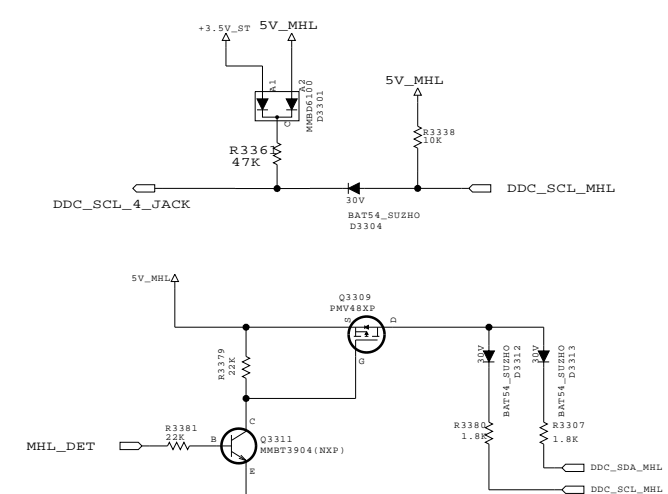 +3.5V_ST
5V_MHL
A1
A2
C
MMBD6100
D3301
5V_MHL
R3361
47K
R3338
10K
DDC_SCL_4_JACK
30V
BAT54_SUZHO
D3304
DDC_SCL_MHL
5V_MHL
Q3309
PMV48XP
S
D
G
R3379
22K
30V
BAT54_SUZHO
D3312
30V
BAT54_SUZHO
D3313
R3380
1.8K
R3307
1.8K
MHL_DET
R3381
22K
B
C
E
Q3311
MMBT3904(NXP)
DDC_SDA_MHL
DDC_SCL_MHL